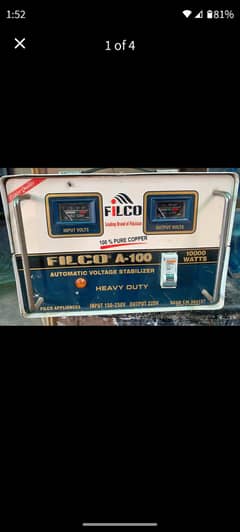 1:52
81%
1 of 4
FILCO
Leading Brand of Pakistan
INPUT VOLTS
OUTPUT VOLTS
100 % PURE COPPER
FILCO® A-100
10000
WATTS
AUTOMATIC VOLTAGE STABILIZER
HEAVY DUTY
FILCO APPLIANCES
INPUT 150-250V OUTPUT 220V